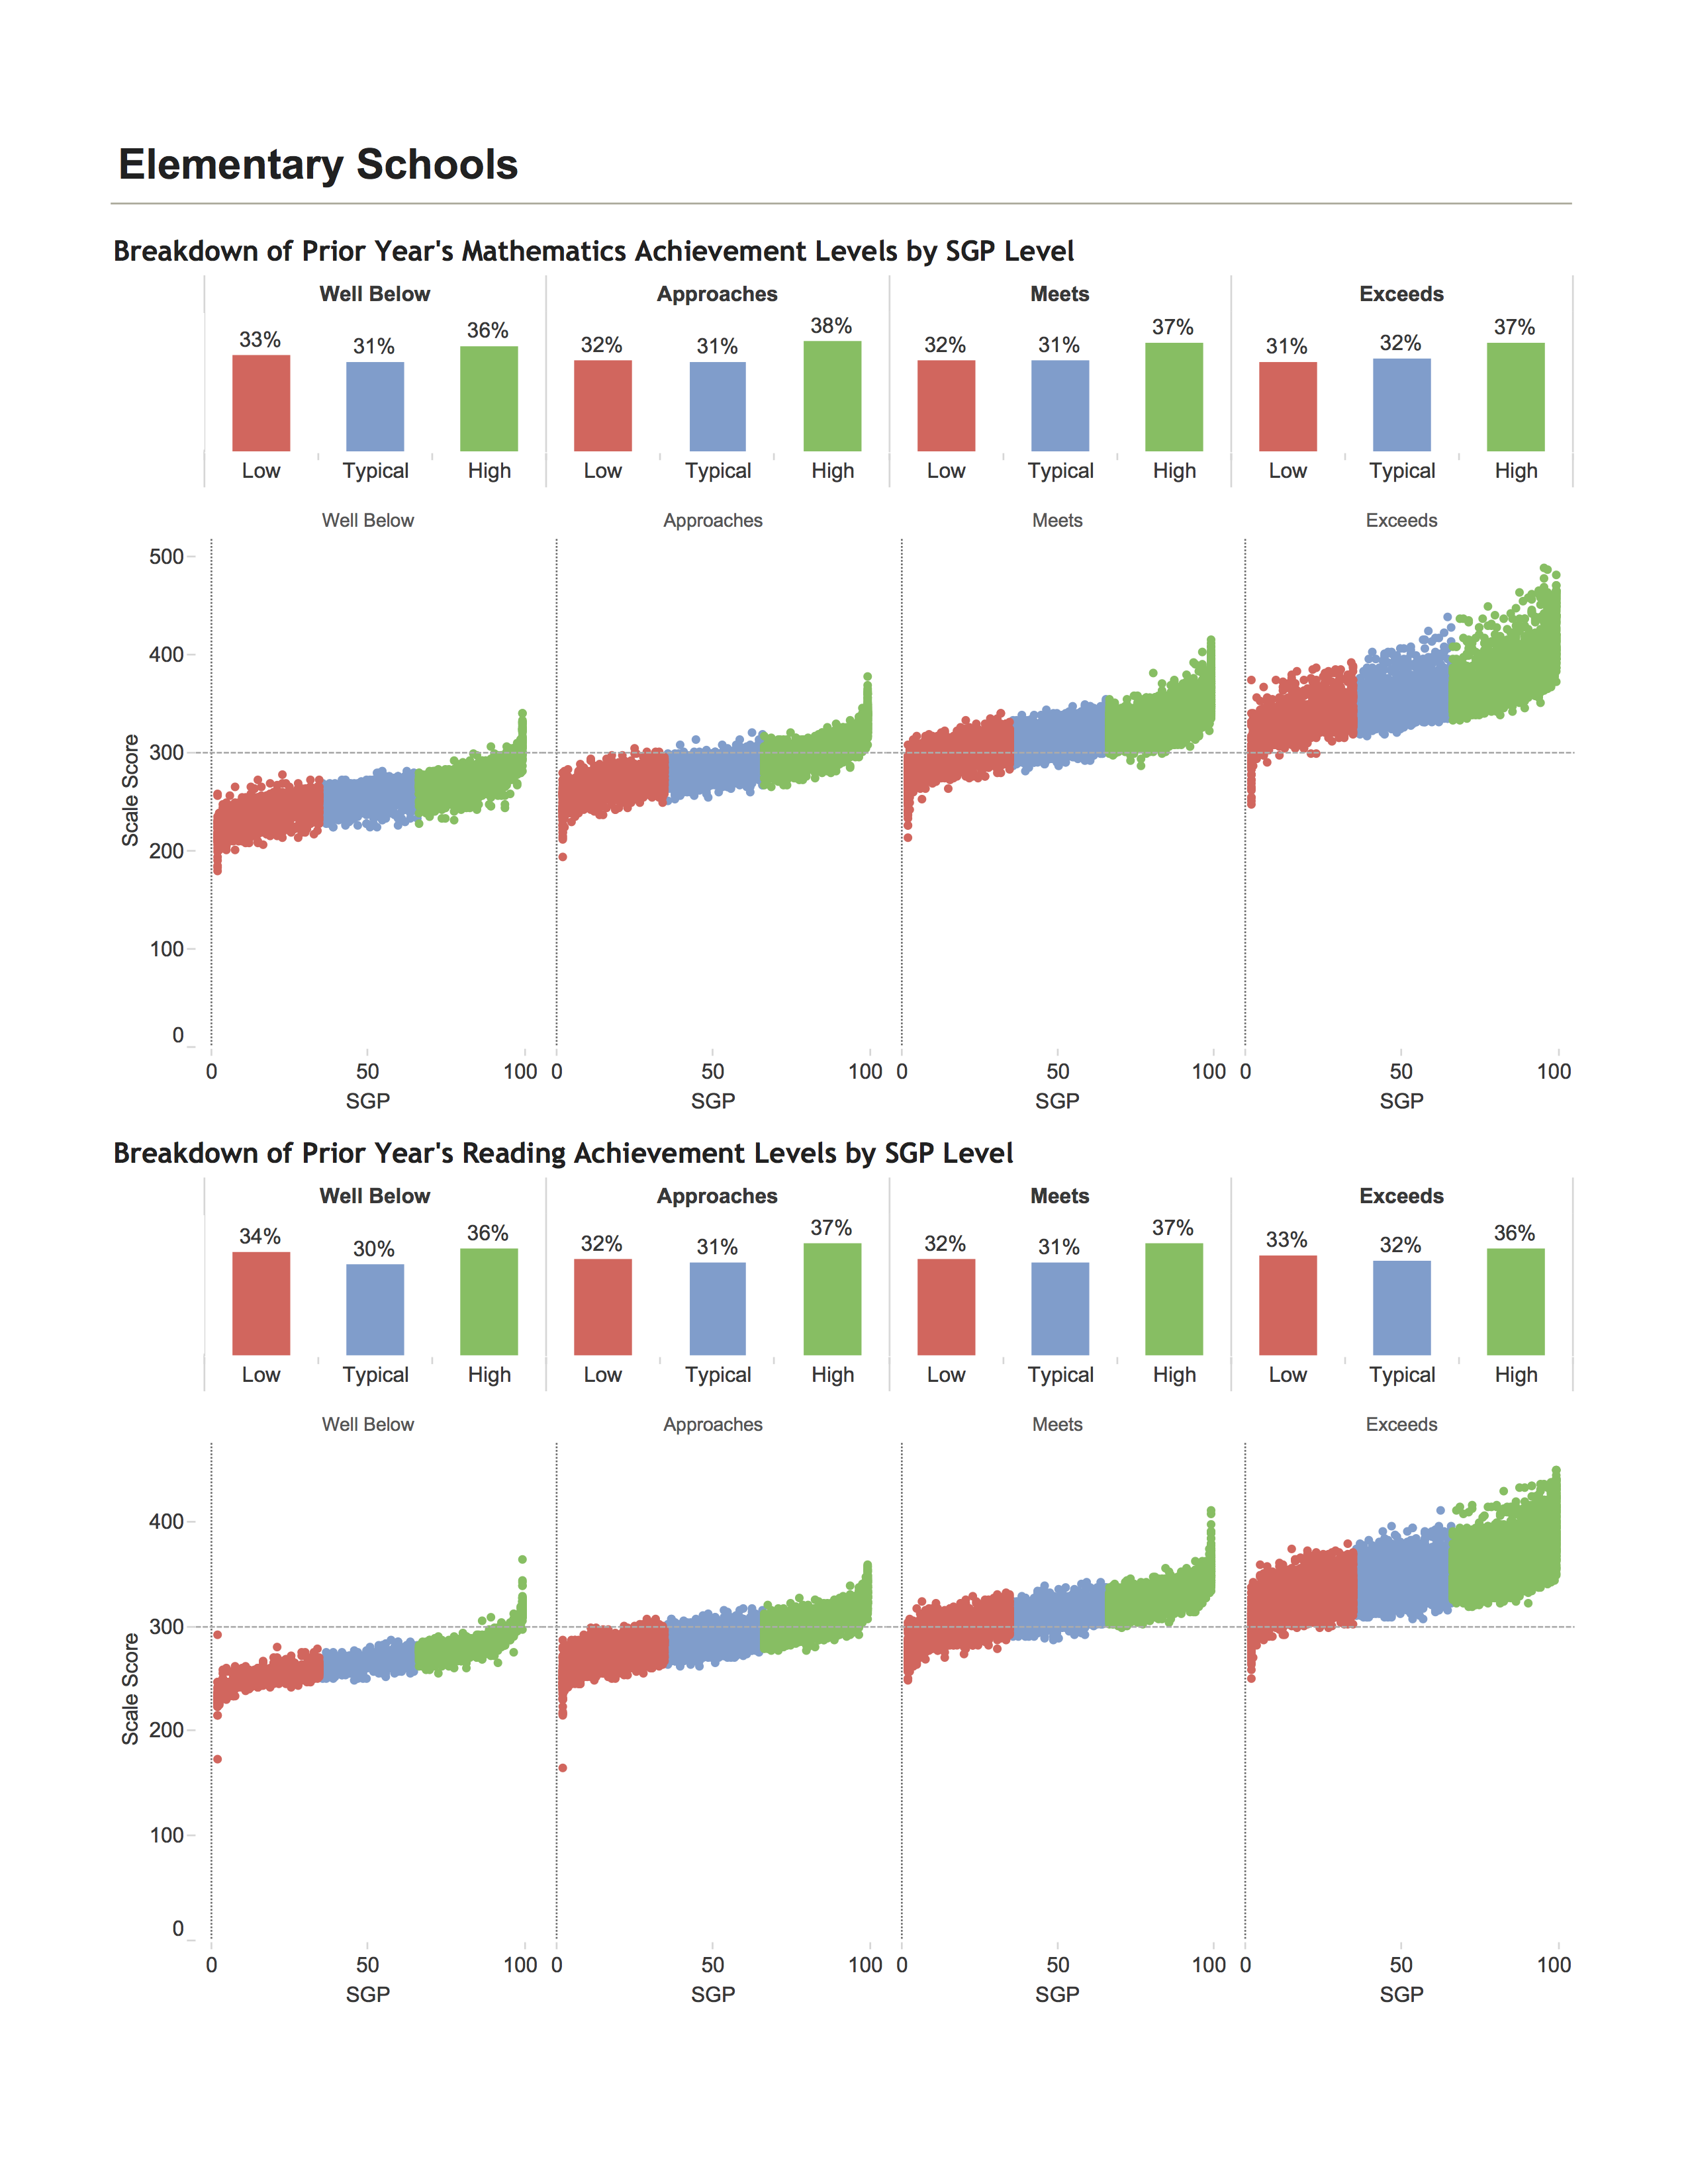 Elementary Schools
Breakdown of Prior Year's Mathematics Achievement Levels by SGP Level
Well Below Approaches Meets Exceeds
33% 31% 36% 32% 31% 38% 32% 31% 37% 31% 32% 37%
Low Typical High Low Typical High Low Typical High Low Typical High
Well Below Approaches Meets Exceeds
500
400
300
Scale Score
200
100
0
0 50 100 0 50 100 0 50 100 0 50 100
SGP SGP SGP SGP
Breakdown of Prior Year's Reading Achievement Levels by SGP Level
Well Below Approaches Meets Exceeds
34% 30% 36% 32% 31% 37% 32% 31% 37% 33% 32% 36%
Low Typical High Low Typical High Low Typical High Low Typical High
Well Below Approaches Meets Exceeds
400
300
Scale Score
200
100
0
0 50 100 0 50 100 0 50 100 0 50 100
SGP SGP SGP SGP